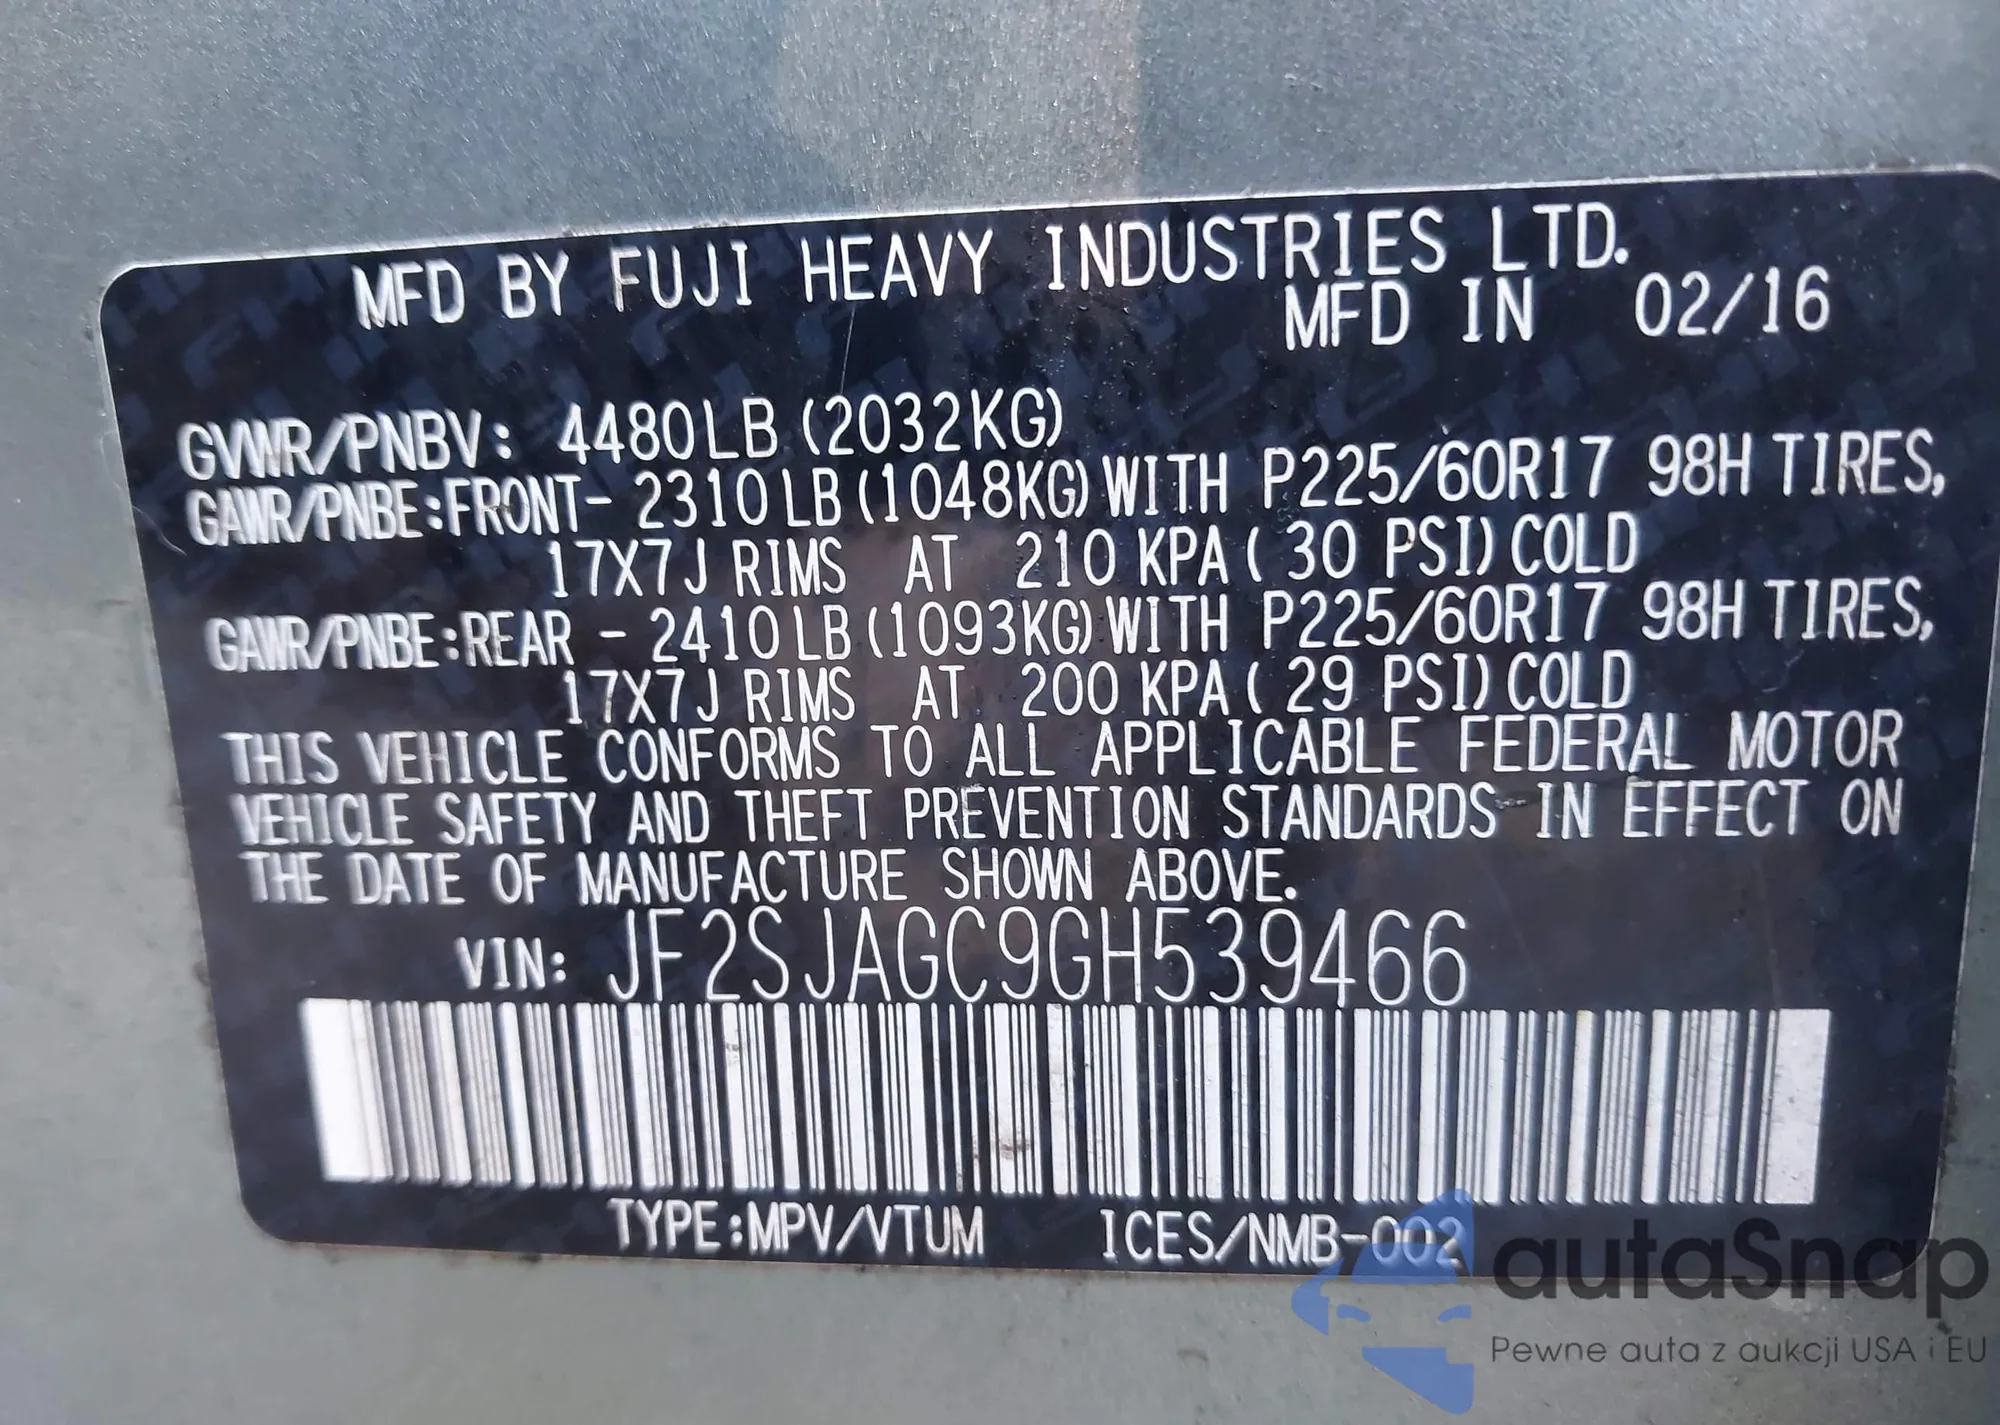 MFD BY FUJI HEAVY INDUSTRIES LTD.
MFD IN 02/16
GVWR/PNBV: 4480LB (2032KG)
GAWR/PNBE:FRONT- 2310LB(1048KG)WITH P225/60R17 98H TIRES,
17X7J RIMS AT 210 KPA( 30 PSI)COLD
GAWR/PNBE:REAR - 2410LB(1093KG)WITH P225/60R17 98H TIRES,
17X7J RIMS AT 200 KPA( 29 PSI)COLD
THIS VEHICLE CONFORMS TO ALL APPLICABLE FEDERAL MOTOR
VEHICLE SAFETY AND THEFT PREVENTION STANDARDS IN EFFECT ON
THE DATE OF MANUFACTURE SHOWN ABOVE.
VIN: JF2SJAGC9GH539466
TYPE:MPV/VTUM ICES/NMB-002
autaSnap
Pewne auta z aukcji USA i EU